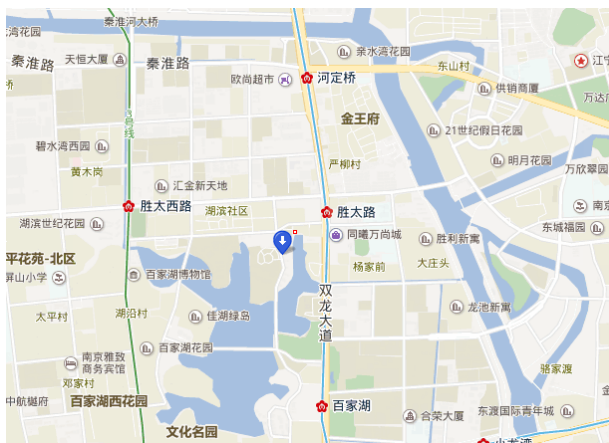 秦淮河大桥
水湾花园
天恒大厦
秦淮路
秦淮路
亲水湾花园
东山村
江宁
欧尚超市
河定桥
供销商厦
万达广
金王府
21世纪假日花园
碧水湾西园
严柳村
明月花园
万欣翠园
黄木岗
汇金新天地
胜太西路
湖滨社区
胜太路
南京
湖滨世纪花园
同曦万尚城
胜利新寓
东城福园
平花苑-北区
屏山小学
百家湖博物馆
杨家前
大庄头
太平村
湖沿村
佳湖绿岛
双龙大道
龙池新寓
南京雅致
商务宾馆
百家湖花园
骆家渡
邓家村
中航樾府
百家湖西花园
百家湖
合荣大厦
东渡国际青年城
文化名园
小龙湾